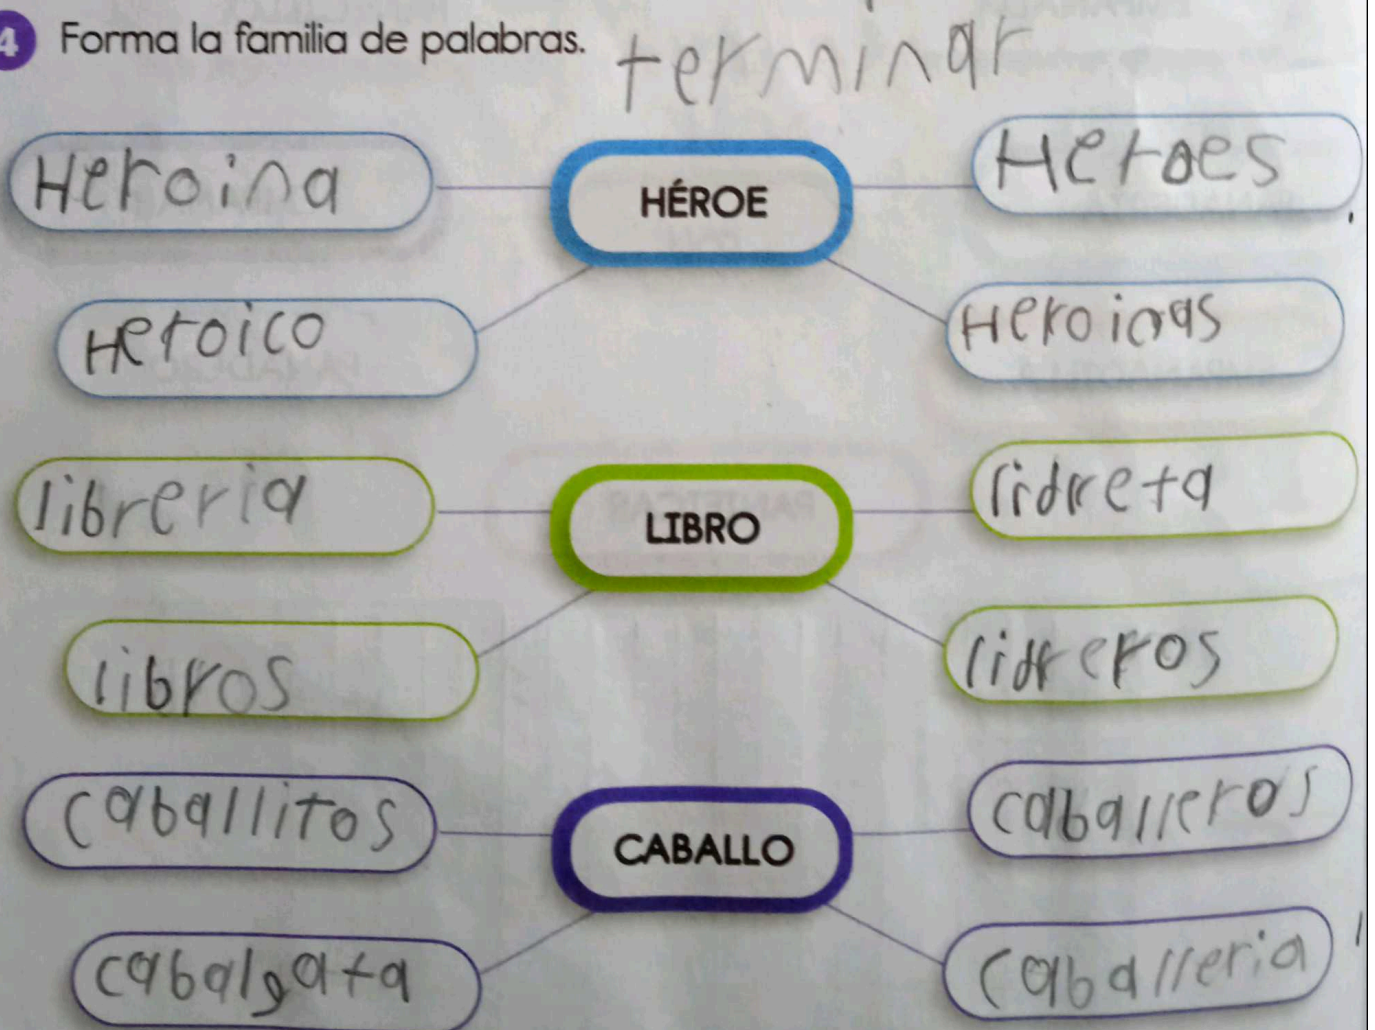 4 Forma la familia de palabras. terminar
Heroina HÉROE Heroes
Heroico Heroinas
libreria LIBRO lidreta
libros lidreros
caballitos CABALLO caballeros
cabalgata caballeria